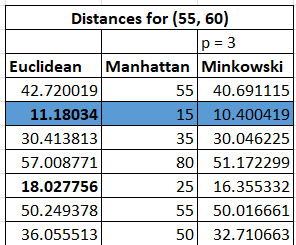 Distances for (55, 60)
p = 3
Euclidean Manhattan Minkowski
42.720019 55 40.691115
11.18034 15 10.400419
30.413813 35 30.046225
57.008771 80 51.172299
18.027756 25 16.355332
50.249378 55 50.016661
36.055513 50 32.710663